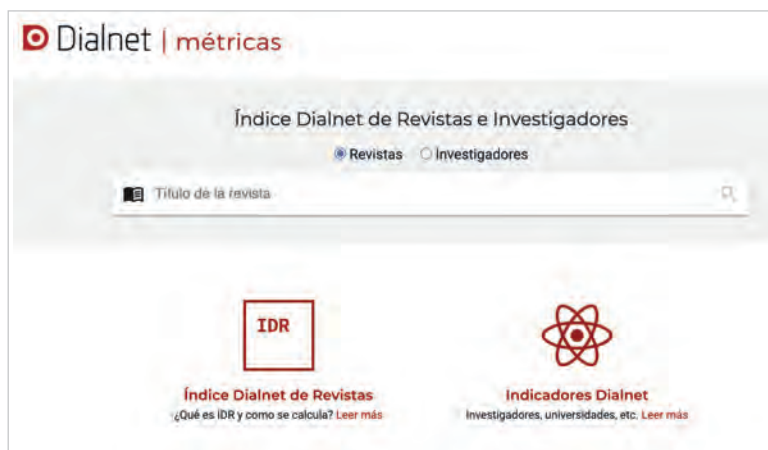 Dialnet | métricas
Índice Dialnet de Revistas e Investigadores
Revistas Investigadores
Título de la revista
IDR
Índice Dialnet de Revistas
¿Qué es IDR y como se calcula? Leer más
Indicadores Dialnet
Investigadores, universidades, etc. Leer más